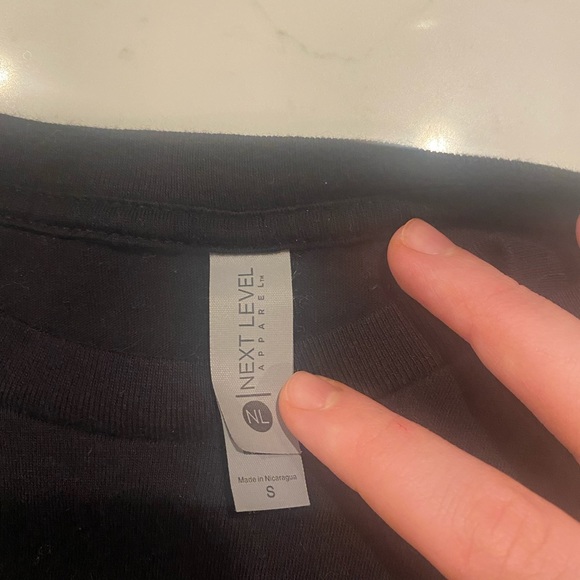 NEXT LEVEL
APPAREL™
NL
Made in Nicaragua
S